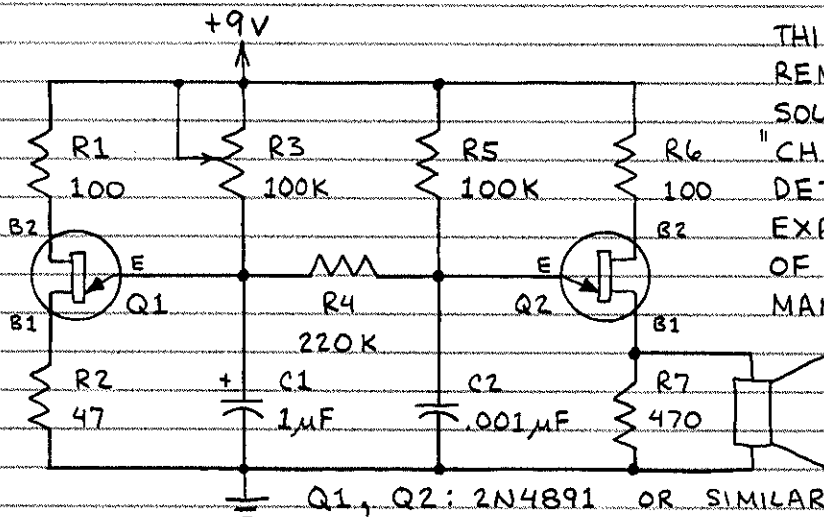 +9V
R1
100
R3
100K
R5
100K
R6
100
B2
E
Q1
B1
R4
220K
E
Q2
B2
B1
R2
47
+ C1
1µF
C2
.001µF
R7
470
Q1, Q2: 2N4891 OR SIMILAR
THI
REM
SOU
"CH
DET
EXP
OF
MAN